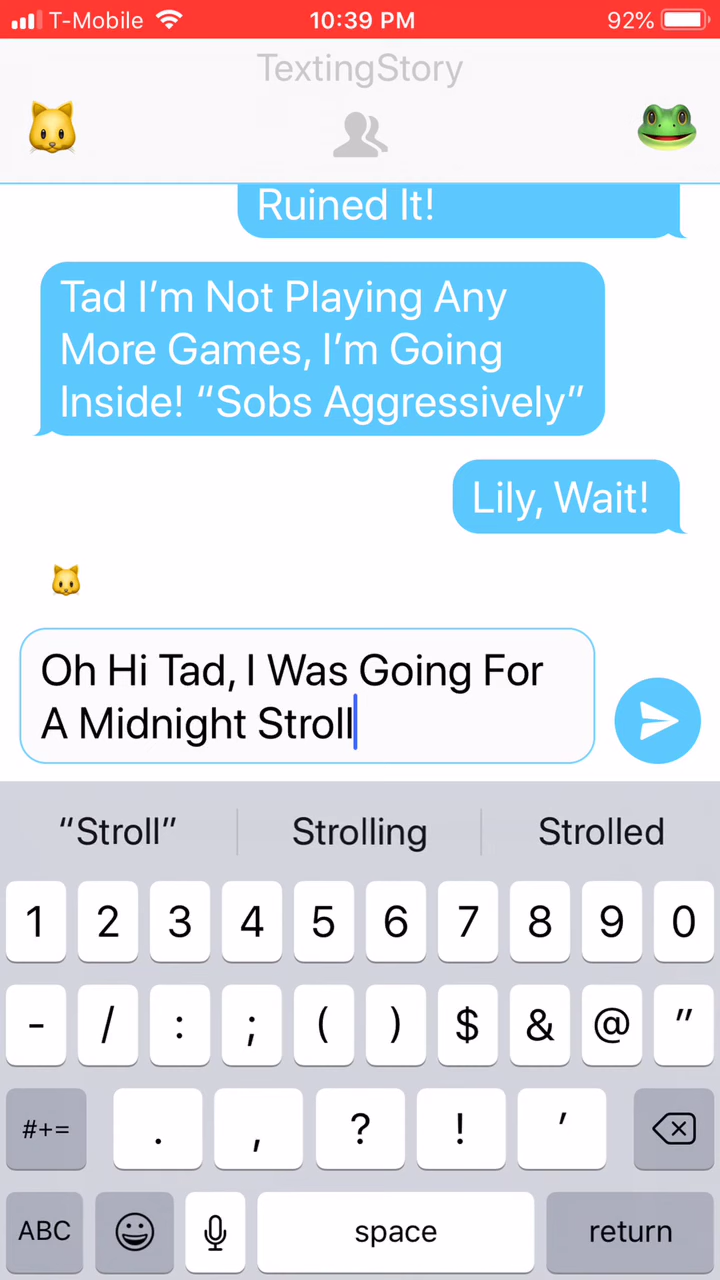 T-Mobile 10:39 PM 92%
TextingStory
Ruined It!
Tad I’m Not Playing Any
More Games, I’m Going
Inside! “Sobs Aggressively”
Lily, Wait!
Oh Hi Tad, I Was Going For
A Midnight Stroll
“Stroll” Strolling Strolled
1 2 3 4 5 6 7 8 9 0
- / : ; ( ) $ & @ ”
#+= . , ? ! ’
ABC space return